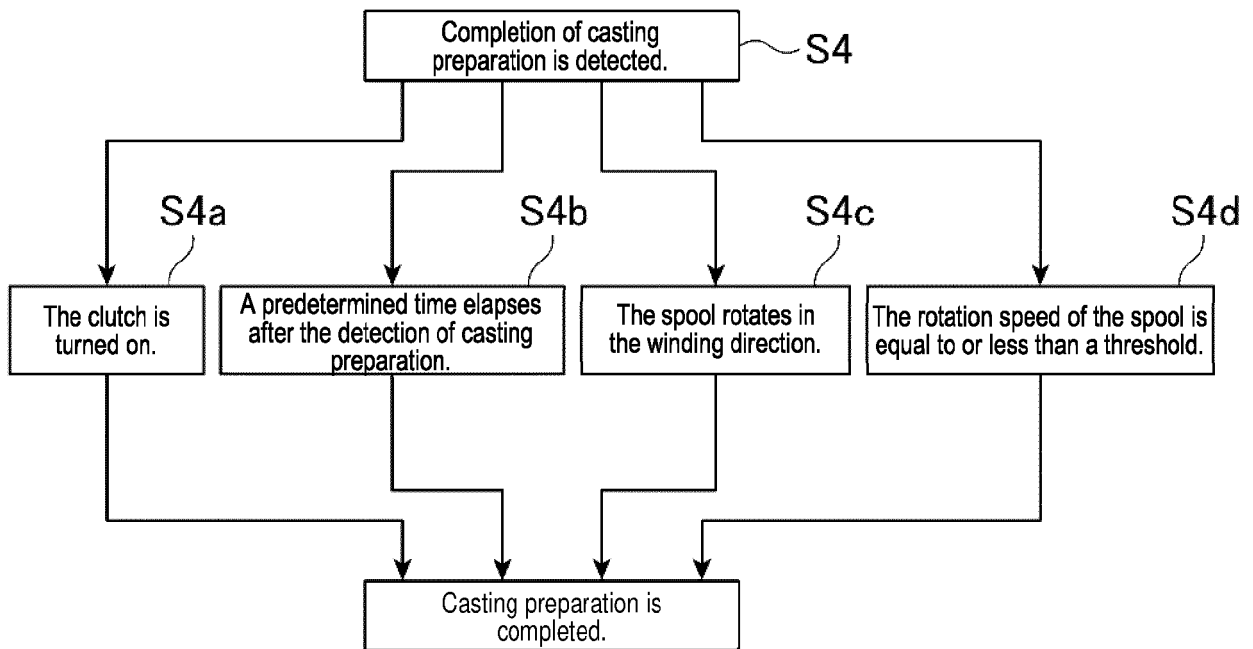 Completion of casting
preparation is detected.
S4
S4a
S4b
S4c
S4d
The clutch is
turned on.
A predetermined time elapses
after the detection of casting
preparation.
The spool rotates in
the winding direction.
The rotation speed of the spool is
equal to or less than a threshold.
Casting preparation is
completed.